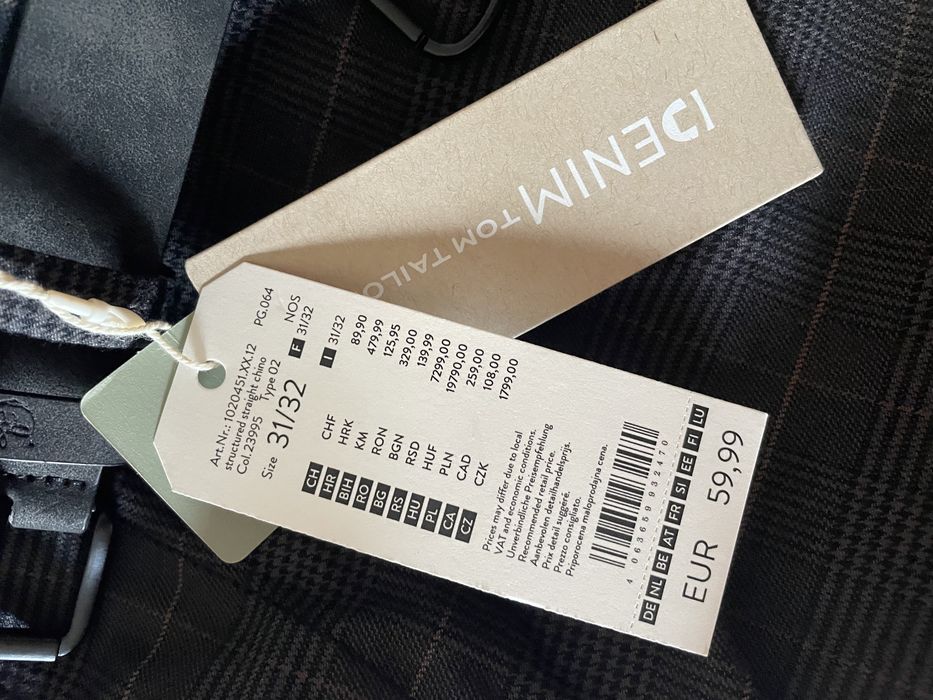 DENIM
TOM TAILO
Art.Nr.: 1020451.XX.12 PG.064
structured straight chino
Col.23995 Type 02 NOS
Size 31/32 F 31/32
I 31/32
CH CHF 89,90
HR HRK 479,99
BIH KM 125,95
RO RON 329,00
BG BGN 139,99
RS RSD 7299,00
HU HUF 19790,00
PL PLN 259,00
CA CAD 108,00
CZ CZK 1799,00
Prices may differ due to local
VAT and economic conditions.
Unverbindliche Preisempfehlung
Recommended retail price.
Aanbevolen detailhandelsprijs.
Prix detail suggéré.
Prezzo consigliato.
Priporocena maloprodajna cena.
4 063659 932470
DE NL BE AT FR SI EE FI LU
EUR 59,99